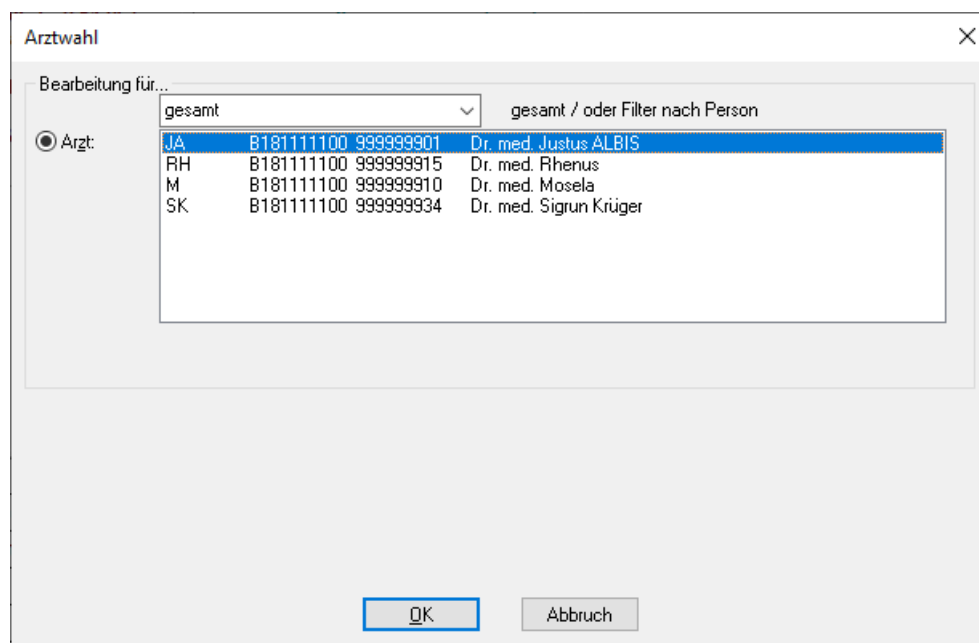 Arztwahl
Bearbeitung für...
gesamt gesamt / oder Filter nach Person
Arzt:
JA B181111100 999999901 Dr. med. Justus ALBIS
RH B181111100 999999915 Dr. med. Rhenus
M B181111100 999999910 Dr. med. Mosela
SK B181111100 999999934 Dr. med. Sigrun Krüger
OK Abbruch